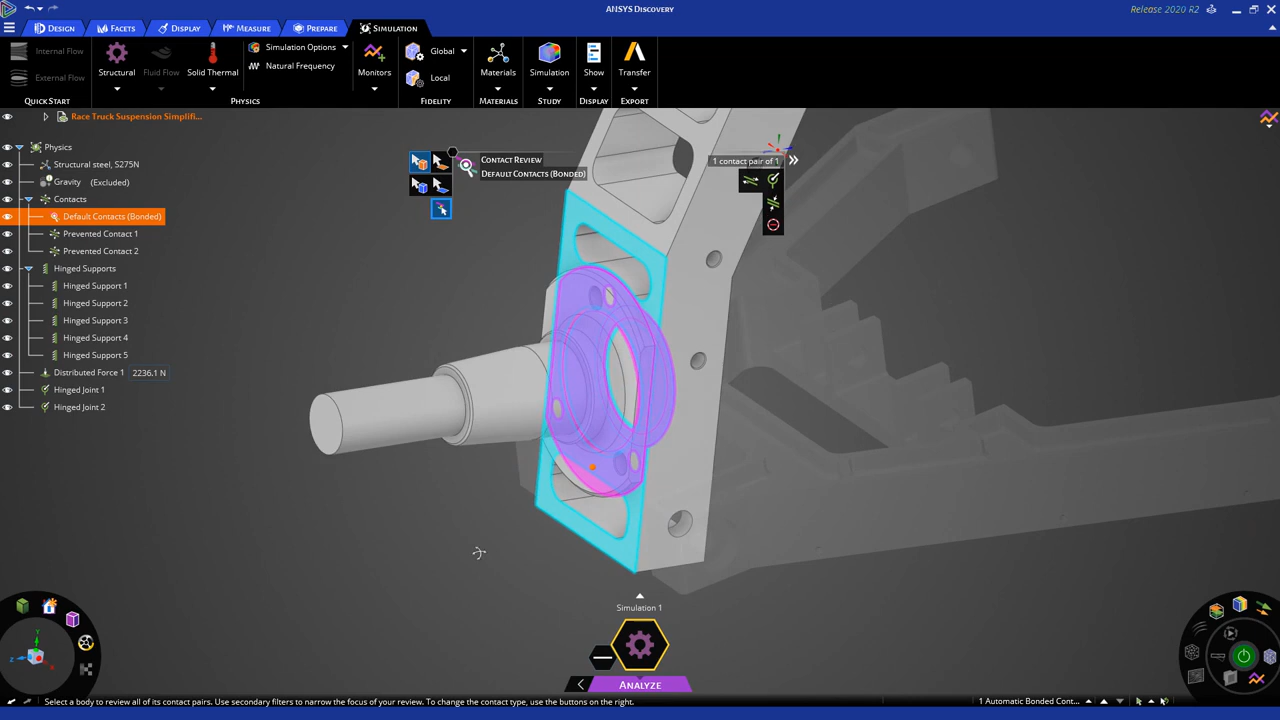 ANSYS Discovery
Release 2020 R2
Design
Facets
Display
Measure
Prepare
Simulation
Internal Flow
External Flow
Quick Start
Structural
Fluid Flow
Solid Thermal
Simulation Options
Natural Frequency
Physics
Monitors
Global
Local
Fidelity
Materials
Materials
Simulation
Study
Show
Display
Transfer
Export
Race Truck Suspension Simplifi...
Physics
Structural steel, S275N
Gravity (Excluded)
Contacts
Default Contacts (Bonded)
Prevented Contact 1
Prevented Contact 2
Hinged Supports
Hinged Support 1
Hinged Support 2
Hinged Support 3
Hinged Support 4
Hinged Support 5
Distributed Force 1 2236.1 N
Hinged Joint 1
Hinged Joint 2
Contact Review
Default Contacts (Bonded)
1 contact pair of 1
Simulation 1
Analyze
Y
Z
X
Select a body to review all of its contact pairs. Use secondary filters to narrow the focus of your review. To change the contact type, use the buttons on the right.
1 Automatic Bonded Cont...